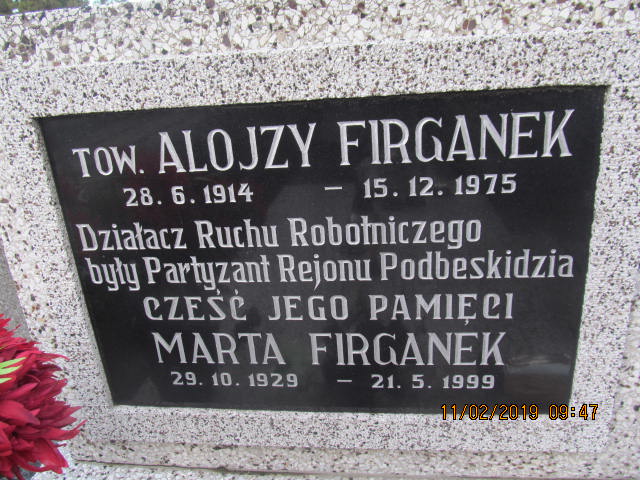 TOW. ALOJZY FIRGANEK
28. 6. 1914 – 15. 12. 1975
Działacz Ruchu Robotniczego
były Partyzant Rejonu Podbeskidzia
CZEŚĆ JEGO PAMIĘCI
MARTA FIRGANEK
29. 10. 1929 – 21. 5. 1999
11/02/2019 09:47